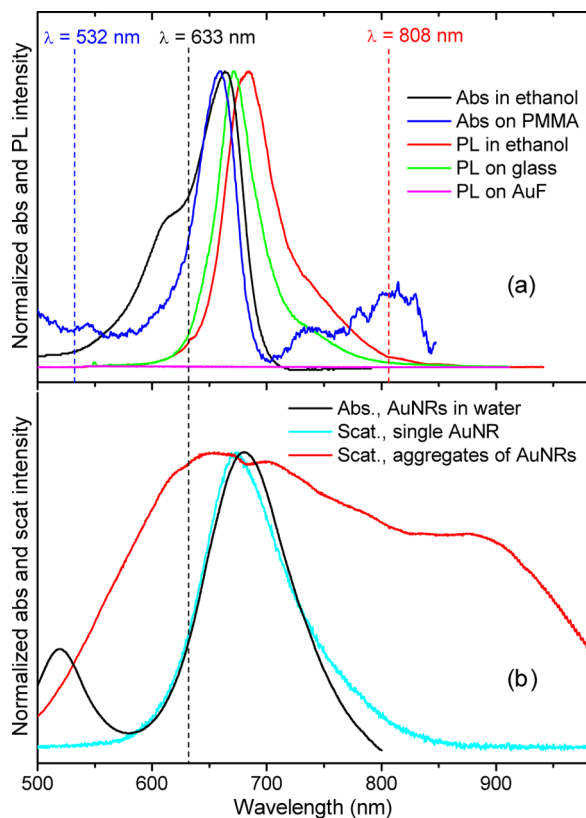 λ = 532 nm
λ = 633 nm
λ = 808 nm
Abs in ethanol
Abs on PMMA
PL in ethanol
PL on glass
PL on AuF
(a)
Normalized abs and PL intensity
Abs., AuNRs in water
Scat., single AuNR
Scat., aggregates of AuNRs
(b)
Normalized abs and scat intensity
500 600 700 800 900
Wavelength (nm)